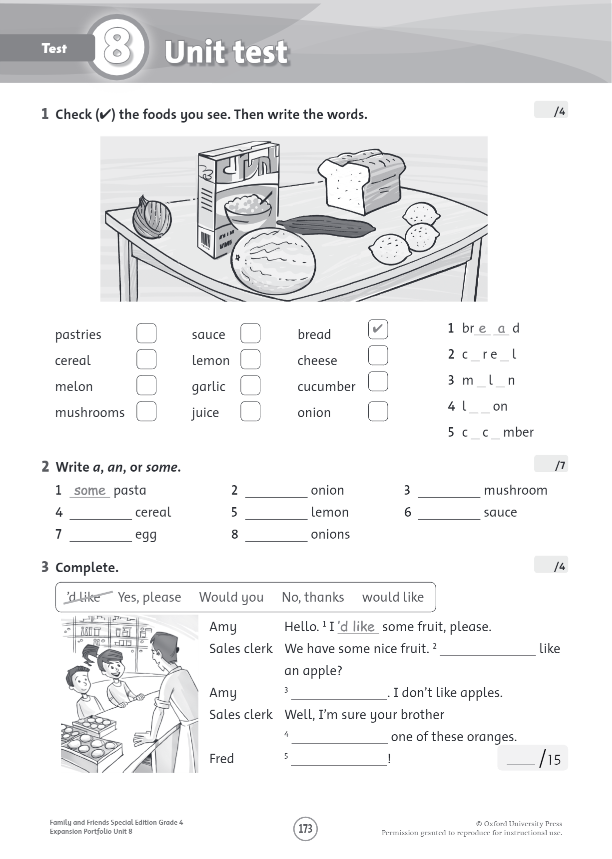 Test 8 Unit test
1 Check (✔) the foods you see. Then write the words. /4
pastries sauce bread ✔ 1 br e a d
cereal lemon cheese 2 c _ r e _ l
melon garlic cucumber 3 m _ l _ n
mushrooms juice onion 4 l _ _ on
5 c _ c _ mber
2 Write a, an, or some. /7
1 some pasta 2 ________ onion 3 ________ mushroom
4 ________ cereal 5 ________ lemon 6 ________ sauce
7 ________ egg 8 ________ onions
3 Complete. /4
'd like Yes, please Would you No, thanks would like
Amy Hello. 1 I 'd like some fruit, please.
Sales clerk We have some nice fruit. 2 ____________ like
an apple?
Amy 3 ____________. I don't like apples.
Sales clerk Well, I'm sure your brother
4 ____________ one of these oranges.
Fred 5 ____________!
___ /15
Family and Friends Special Edition Grade 4
Expansion Portfolio Unit 8
173
© Oxford University Press
Permission granted to reproduce for instructional use.